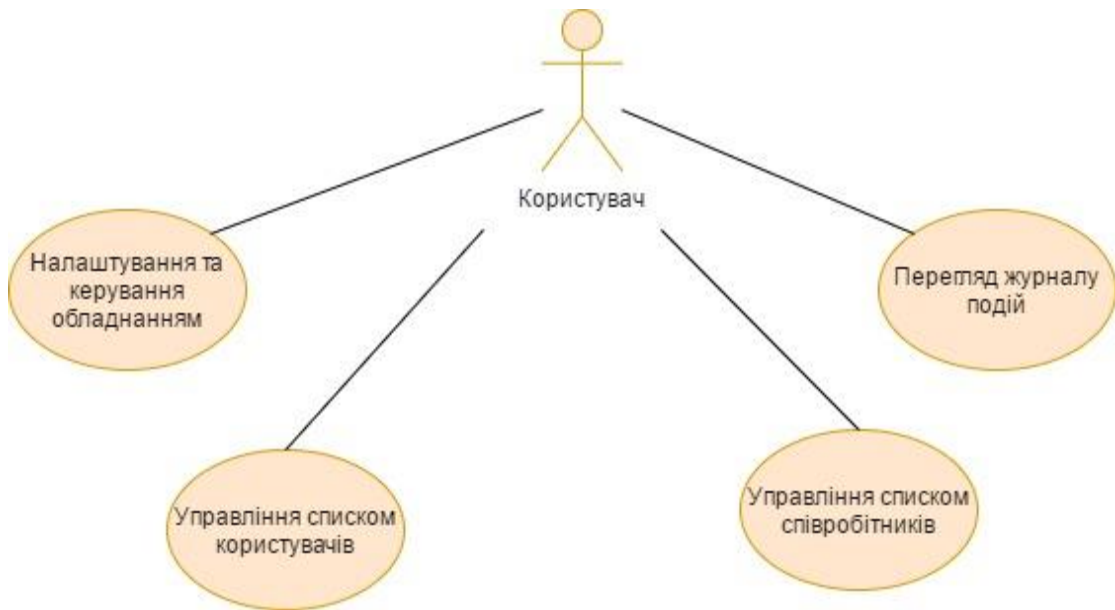 Користувач
Налаштування та
керування
обладнанням
Перегляд журналу
подій
Управління списком
користувачів
Управління списком
співробітників